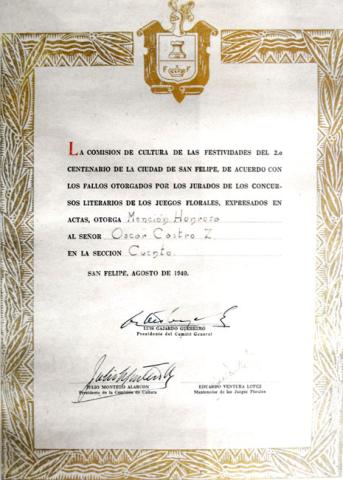 LA COMISION DE CULTURA DE LAS FESTIVIDADES DEL 2.o
CENTENARIO DE LA CIUDAD DE SAN FELIPE, DE ACUERDO CON
LOS FALLOS OTORGADOS POR LOS JURADOS DE LOS CONCUR-
SOS LITERARIOS DE LOS JUEGOS FLORALES, EXPRESADOS EN
ACTAS, OTORGA Mención Honrosa
AL SEÑOR Oscar Castro Z
EN LA SECCION Cuento
SAN FELIPE, AGOSTO DE 1940.
LUIS GAJARDO GUERRERO
Presidente del Comité General
JULIO MONTERO ALARCON
Presidente de la Comisión de Cultura
EDUARDO VENTURA LOPEZ
Mantenedor de los Juegos Florales